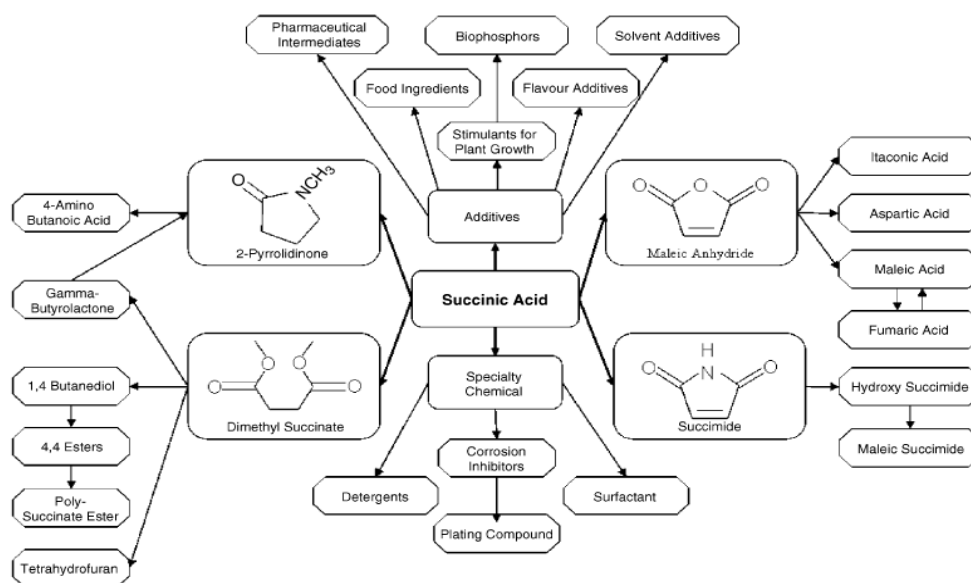 Pharmaceutical
Intermediates
Biophosphors
Solvent Additives
Food Ingredients
Flavour Additives
Stimulants for
Plant Growth
Itaconic Acid
O
NCH3
2-Pyrrolidinone
4-Amino
Butanoic Acid
Additives
O
O
O
Maleic Anhydride
Aspartic Acid
Maleic Acid
Gamma-
Butyrolactone
Succinic Acid
Fumaric Acid
O
O
O
O
Dimethyl Succinate
1,4 Butanediol
Specialty
Chemical
H
N
O
O
Succimide
Hydroxy Succimide
4,4 Esters
Corrosion
Inhibitors
Maleic Succimide
Poly-
Succinate Ester
Detergents
Surfactant
Plating Compound
Tetrahydrofuran